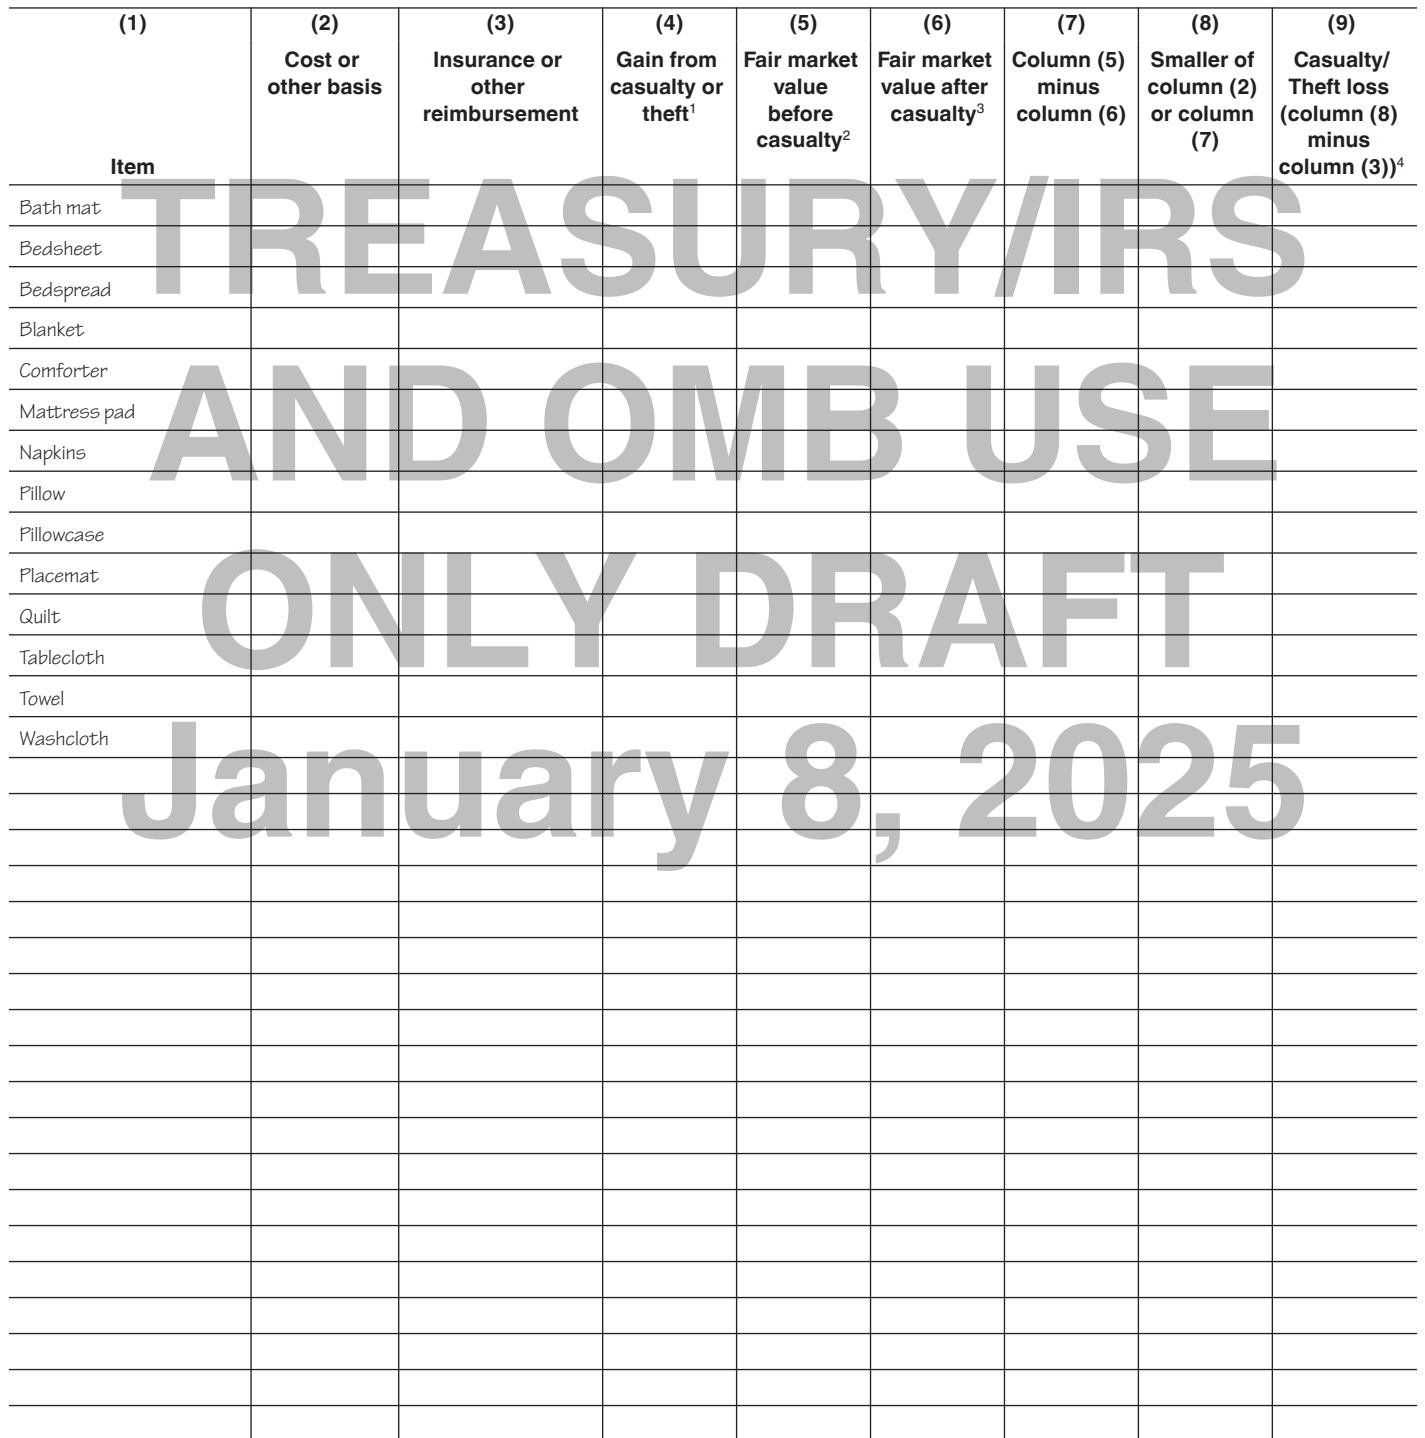 (1) (2) (3) (4) (5) (6) (7) (8) (9)
Item
Cost or
other basis
Insurance or
other
reimbursement
Gain from
casualty or
theft1
Fair market
value
before
casualty2
Fair market
value after
casualty3
Column (5)
minus
column (6)
Smaller of
column (2)
or column
(7)
Casualty/
Theft loss
(column (8)
minus
column (3))4
Bath mat
Bedsheet
Bedspread
Blanket
Comforter
Mattress pad
Napkins
Pillow
Pillowcase
Placemat
Quilt
Tablecloth
Towel
Washcloth
TREASURY/IRS
AND OMB USE
ONLY DRAFT
January 8, 2025